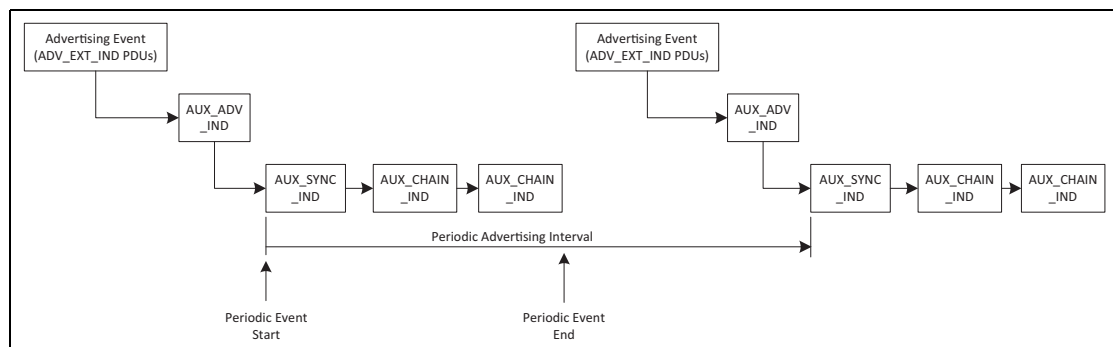 Advertising Event
(ADV_EXT_IND PDUs)
Advertising Event
(ADV_EXT_IND PDUs)
AUX_ADV
_IND
AUX_ADV
_IND
AUX_SYNC
_IND
AUX_CHAIN
_IND
AUX_CHAIN
_IND
AUX_SYNC
_IND
AUX_CHAIN
_IND
AUX_CHAIN
_IND
Periodic Advertising Interval
Periodic Event
Start
Periodic Event
End